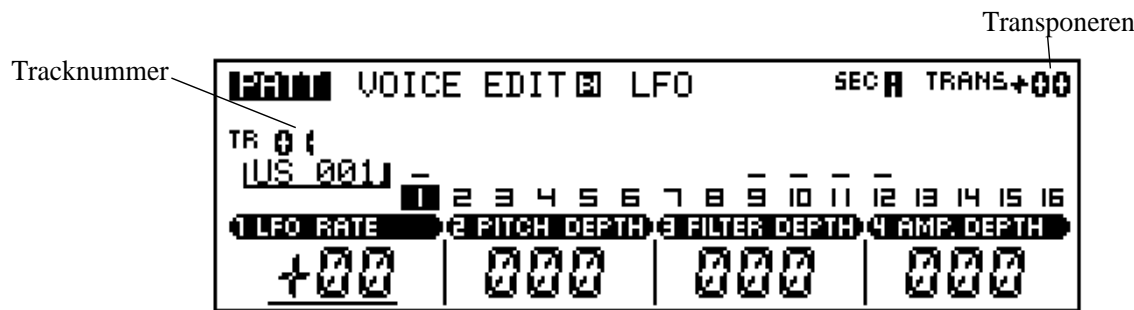 Transponeren
Tracknummer
PATT VOICE EDIT 3 LFO SEC A TRANS+00
TR 01
US 001
1 2 3 4 5 6 7 8 9 10 11 12 13 14 15 16
1 LFO RATE 2 PITCH DEPTH 3 FILTER DEPTH 4 AMP. DEPTH
+00 000 000 000